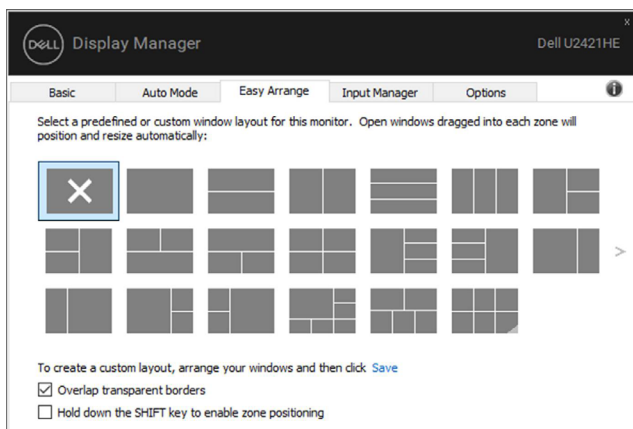 x
DELL Display Manager Dell U2421HE
Basic Auto Mode Easy Arrange Input Manager Options
Select a predefined or custom window layout for this monitor. Open windows dragged into each zone will
position and resize automatically:
To create a custom layout, arrange your windows and then click Save
Overlap transparent borders
Hold down the SHIFT key to enable zone positioning